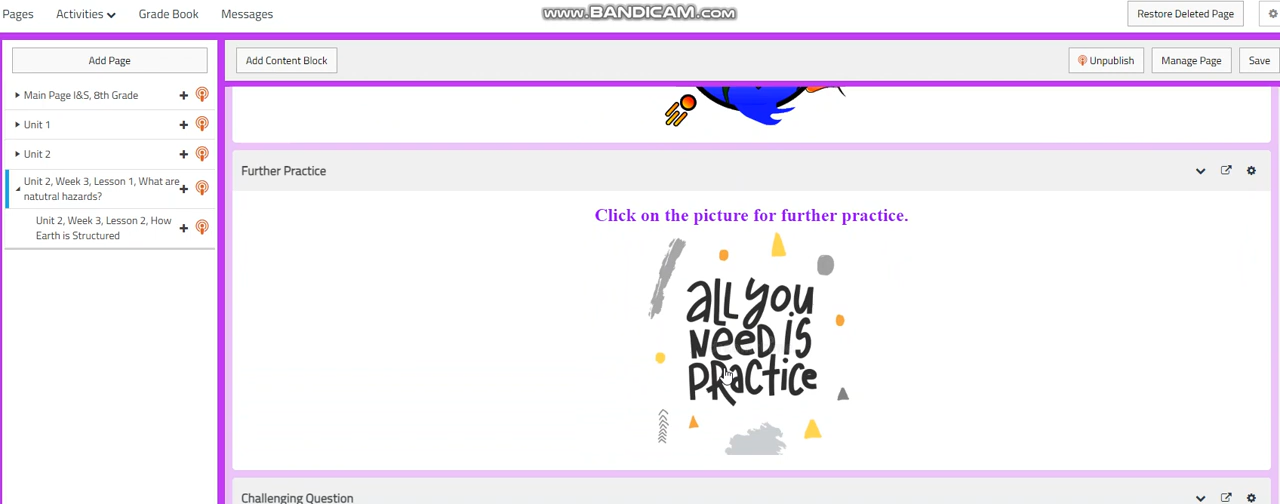 Pages
Activities
Grade Book
Messages
www.BANDICAM.com
Restore Deleted Page
Add Page
Add Content Block
Unpublish
Manage Page
Save
Main Page I&S, 8th Grade
Unit 1
Unit 2
Unit 2, Week 3, Lesson 1, What are
natutral hazards?
Unit 2, Week 3, Lesson 2, How
Earth is Structured
Further Practice
Click on the picture for further practice.
aLL you
NeeD iS
PRactice
Challenging Question